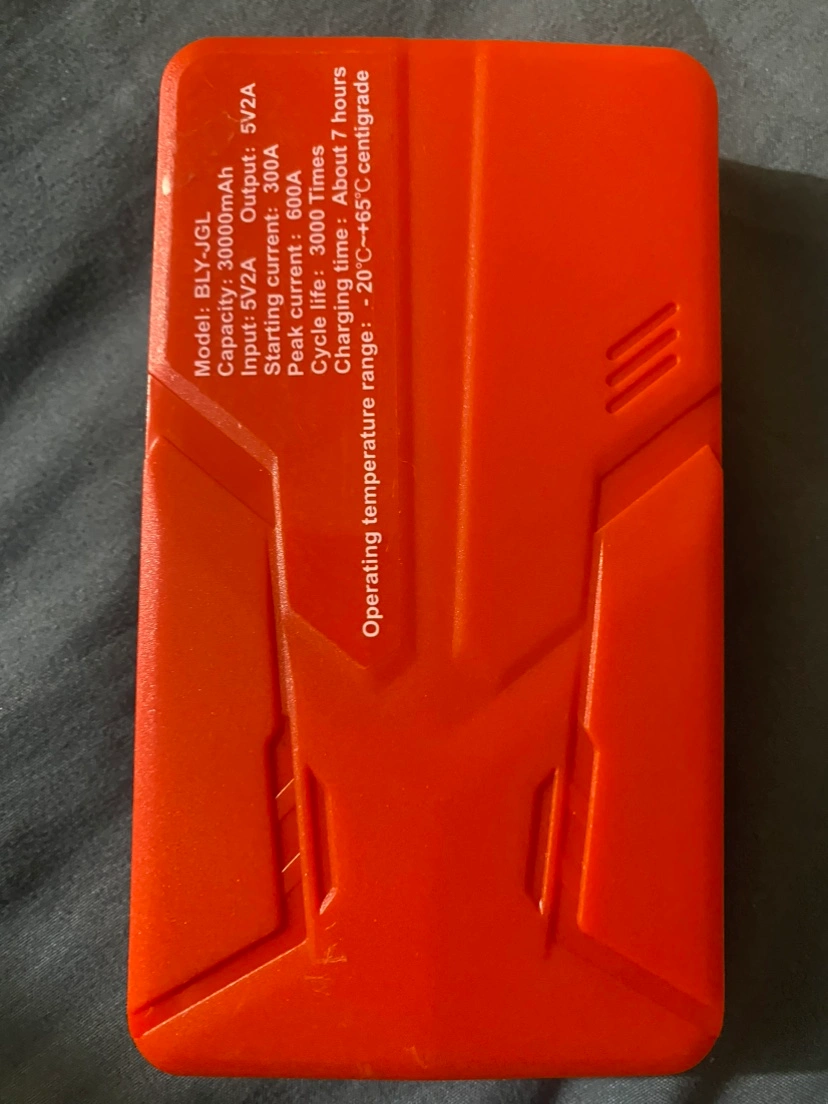 Model: BLY-JGL
Capacity: 30000mAh
Input: 5V2A Output: 5V2A
Starting current: 300A
Peak current: 600A
Cycle life: 3000 Times
Charging time: About 7 hours
Operating temperature range: - 20°C~+65°C centigrade